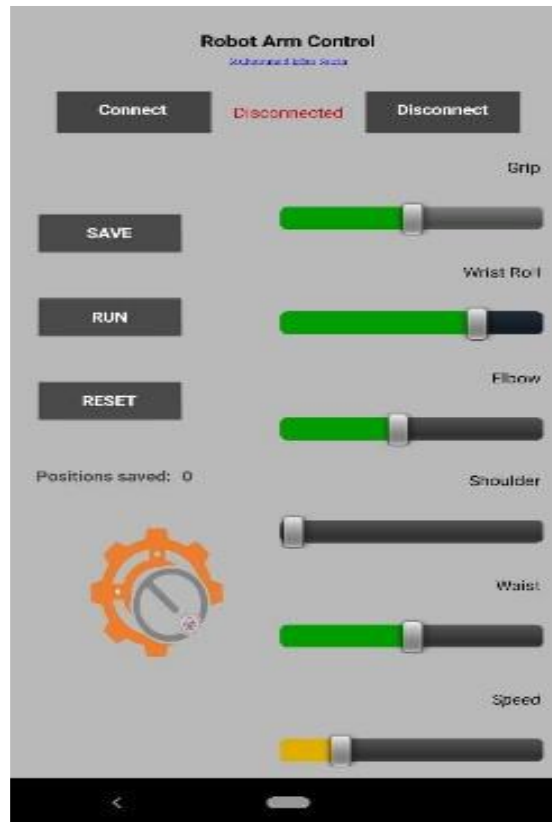 Robot Arm Control
Connect
Disconnected
Disconnect
Grip
SAVE
Wrist Roll
RUN
Elbow
RESET
Positions saved: 0
Shoulder
Waist
Speed